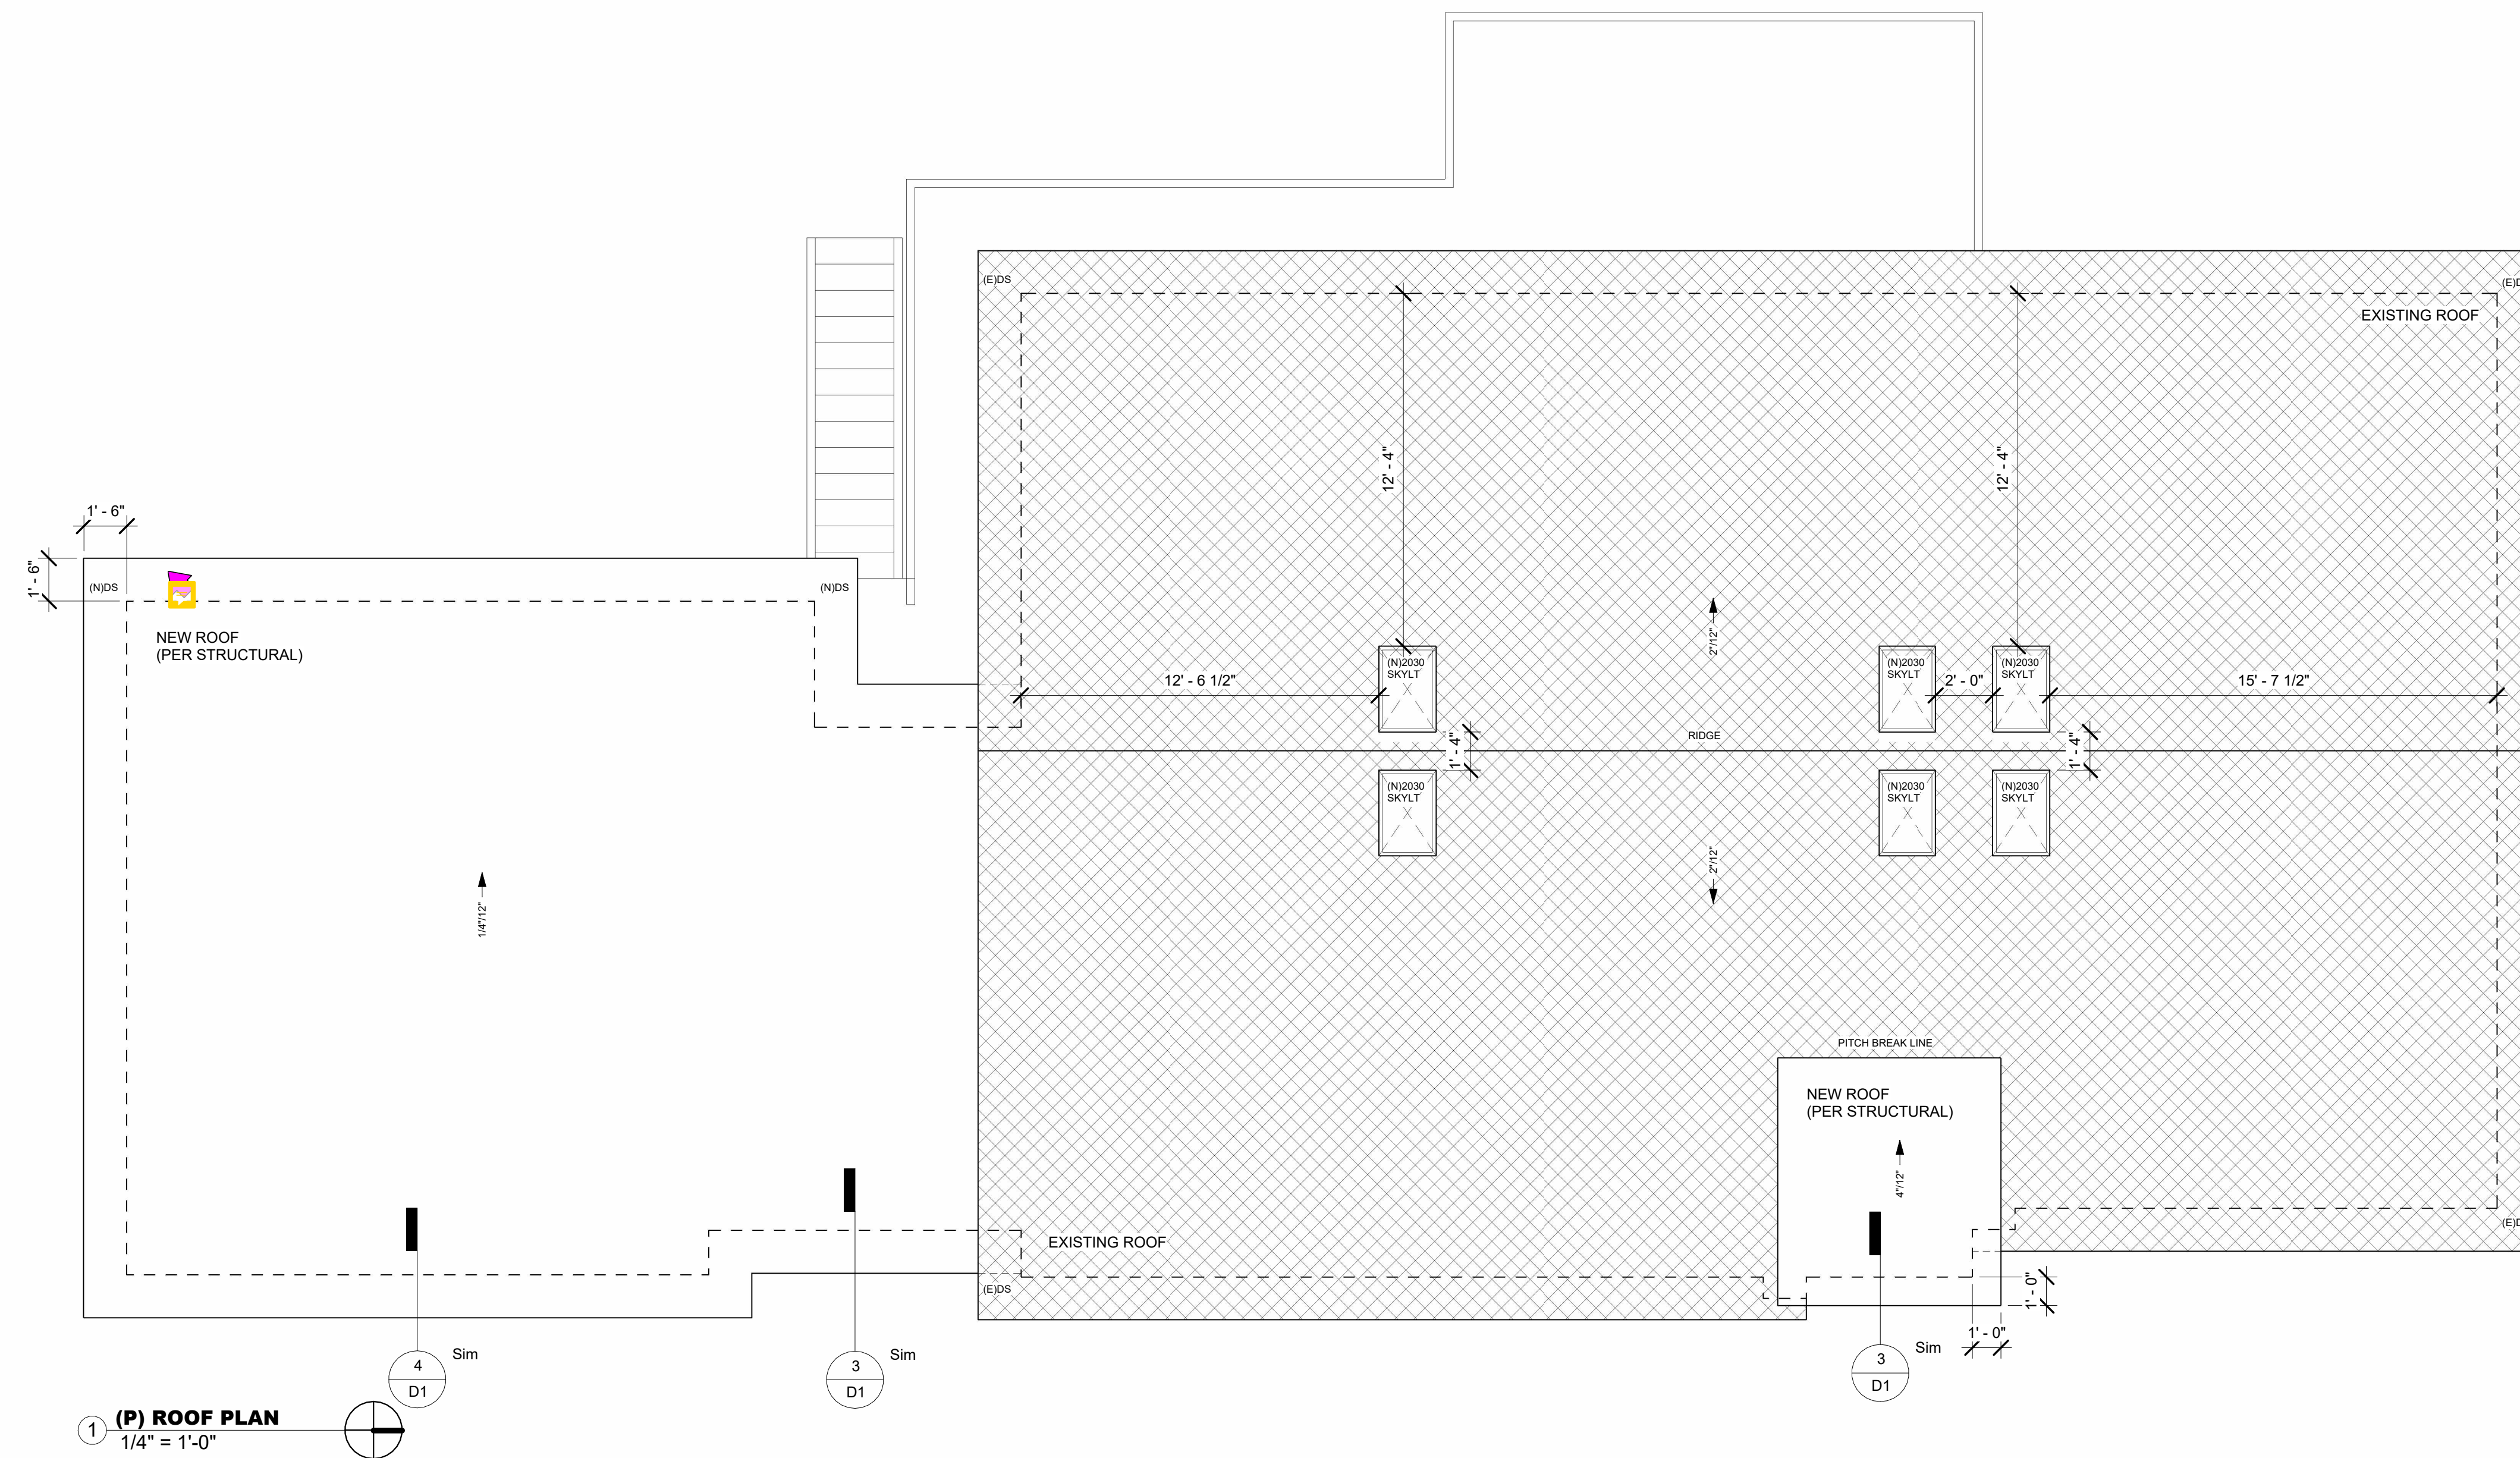 (E)DS
(E)D
EXISTING ROOF
12' - 4"
12' - 4"
1' - 6"
1' - 6"
(N)DS
(N)DS
NEW ROOF
(PER STRUCTURAL)
2"/12"
(N)2030
SKYLT
(N)2030
SKYLT
(N)2030
SKYLT
12' - 6 1/2"
2' - 0"
15' - 7 1/2"
RIDGE
1' - 4"
1' - 4"
(N)2030
SKYLT
(N)2030
SKYLT
(N)2030
SKYLT
2"/12"
1/4"/12"
PITCH BREAK LINE
NEW ROOF
(PER STRUCTURAL)
4"/12"
(E)D
EXISTING ROOF
(E)DS
1' - 0"
1' - 0"
4
D1
Sim
3
D1
Sim
3
D1
Sim
1
(P) ROOF PLAN
1/4" = 1'-0"